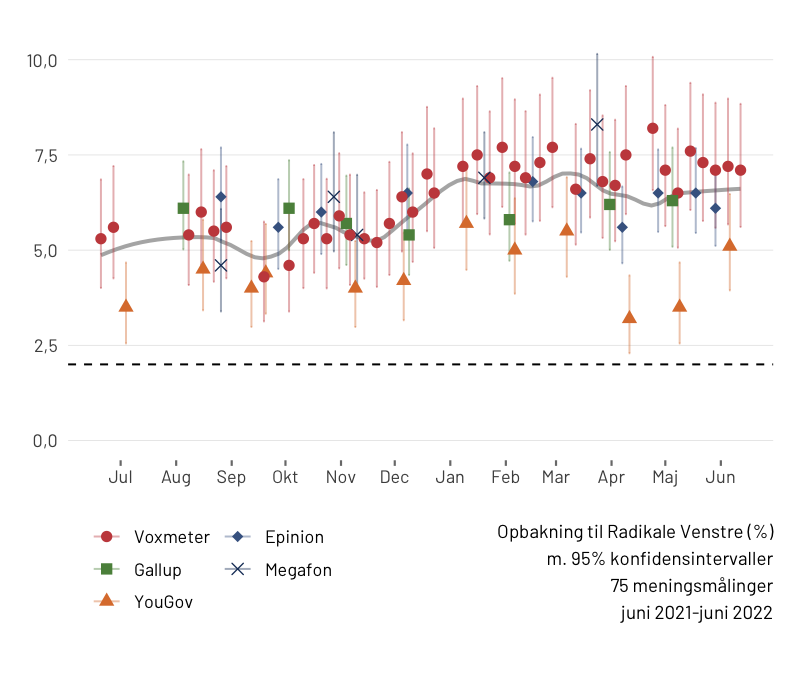 10,0
7,5
5,0
2,5
0,0
Jul Aug Sep Okt Nov Dec Jan Feb Mar Apr Maj Jun
Voxmeter Epinion
Gallup Megafon
YouGov
Opbakning til Radikale Venstre (%)
m. 95% konfidensintervaller
75 meningsmålinger
juni 2021-juni 2022